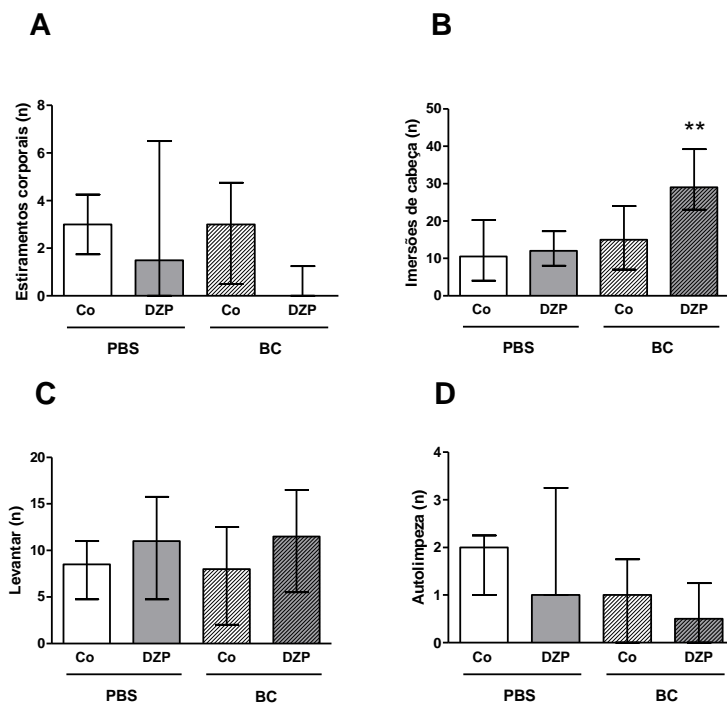 A
Estiramentos corporais (n)
8
6
4
2
0
Co
DZP
Co
DZP
PBS
BC
B
Imersões de cabeça (n)
50
40
30
20
10
0
**
Co
DZP
Co
DZP
PBS
BC
C
Levantar (n)
20
15
10
5
0
Co
DZP
Co
DZP
PBS
BC
D
Autolimpeza (n)
4
3
2
1
0
Co
DZP
Co
DZP
PBS
BC